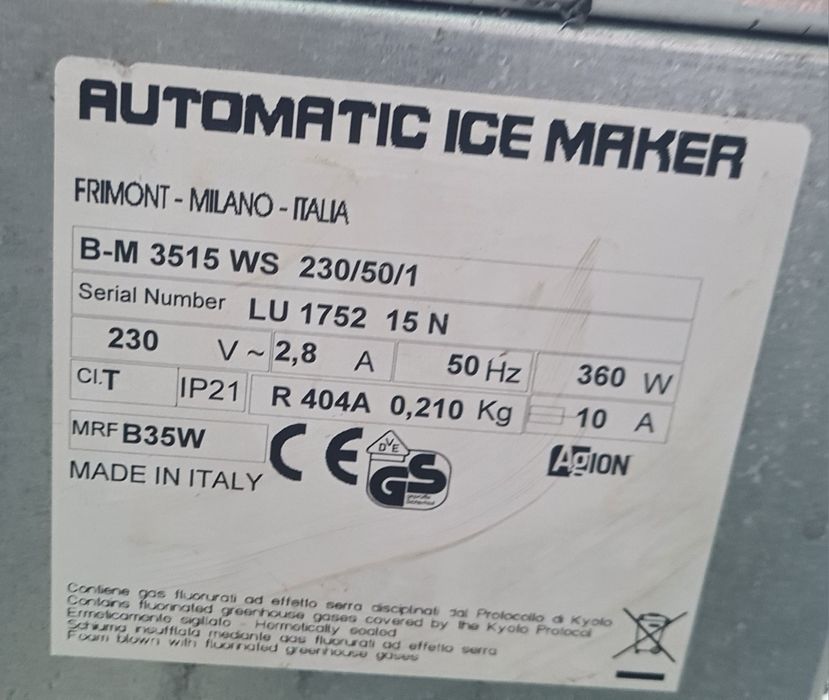 AUTOMATIC ICE MAKER
FRIMONT - MILANO - ITALIA
B-M 3515 WS 230/50/1
Serial Number LU 1752 15 N
230 V ~ 2,8 A 50 Hz 360 W
Cl.T IP21 R 404A 0,210 Kg 10 A
MRF B35W CE DVE GS AgION
MADE IN ITALY
Contiene gas fluorurati ad effetto serra disciplinati dal Protocollo di Kyoto
Contains fluorinated greenhouse gases covered by the Kyoto Protocol
Ermeticamente sigillato - Hermetically sealed
Schiuma insufflata mediante gas fluorurati ad effetto serra
Foam blown with fluorinated greenhouse gases